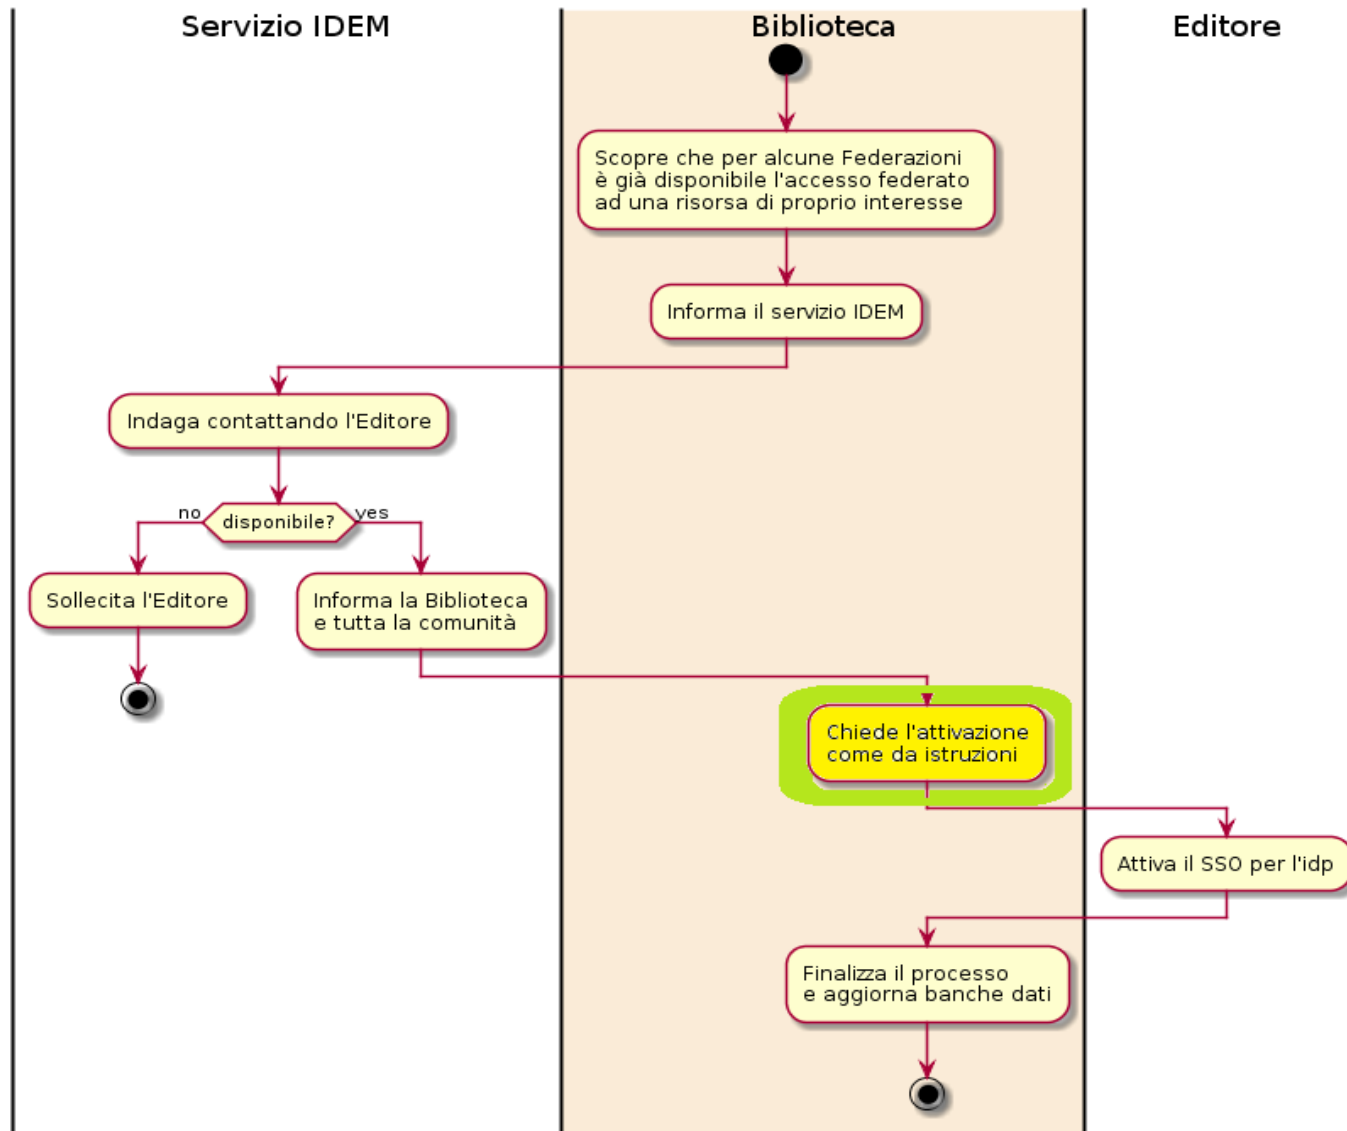 Servizio IDEM
Biblioteca
Editore
Scopre che per alcune Federazioni
è già disponibile l'accesso federato
ad una risorsa di proprio interesse
Informa il servizio IDEM
Indaga contattando l'Editore
no
disponibile?
yes
Sollecita l'Editore
Informa la Biblioteca
e tutta la comunità
Chiede l'attivazione
come da istruzioni
Attiva il SSO per l'idp
Finalizza il processo
e aggiorna banche dati